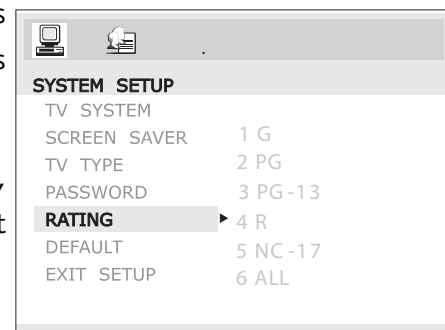 s
s
y
t
.
SYSTEM SETUP
TV SYSTEM
SCREEN SAVER
TV TYPE
PASSWORD
RATING
DEFAULT
EXIT SETUP
1 G
2 PG
3 PG-13
4 R
5 NC-17
6 ALL